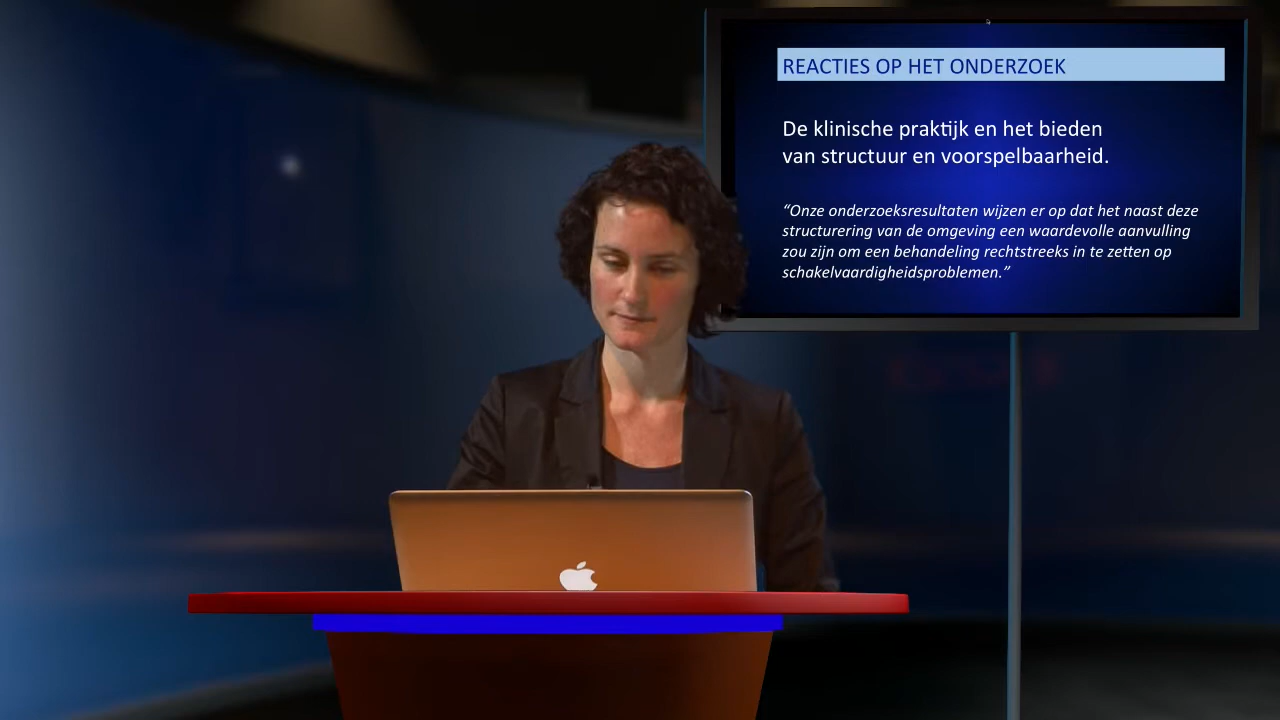 REACTIES OP HET ONDERZOEK
De klinische praktijk en het bieden
van structuur en voorspelbaarheid.
“Onze onderzoeksresultaten wijzen er op dat het naast deze
structurering van de omgeving een waardevolle aanvulling
zou zijn om een behandeling rechtstreeks in te zetten op
schakelvaardigheidsproblemen.”